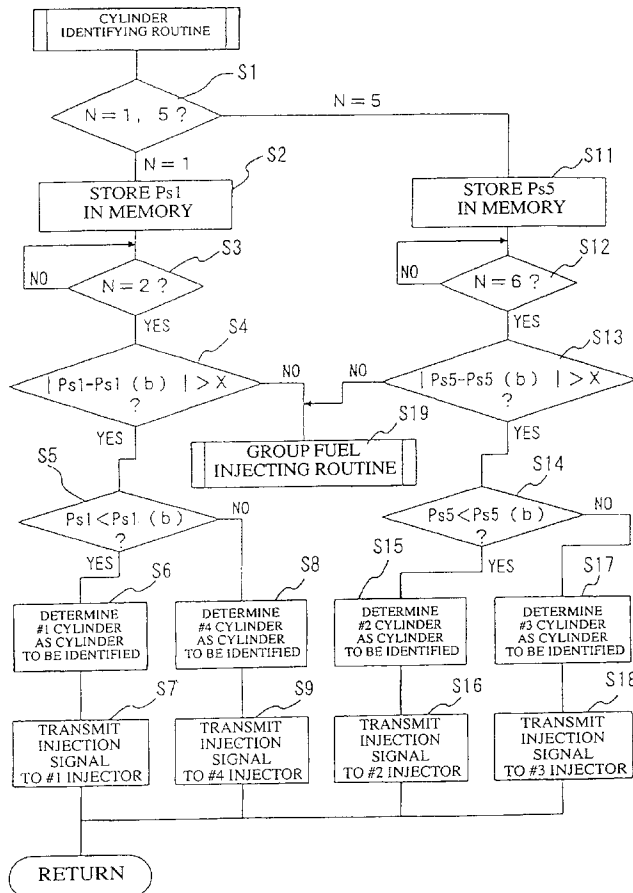 CYLINDER
IDENTIFYING ROUTINE
S1
N=1, 5 ?
N=5
N=1
S2
STORE Ps1
IN MEMORY
S11
STORE Ps5
IN MEMORY
S3
NO
N=2 ?
YES
S12
NO
N=6 ?
YES
S4
| Ps1-Ps1 (b) | >X
?
NO
YES
S13
| Ps5-Ps5 (b) | >X
?
NO
YES
S19
GROUP FUEL
INJECTING ROUTINE
S5
Ps1<Ps1 (b)
?
NO
YES
S14
Ps5<Ps5 (b)
?
NO
YES
S6
DETERMINE
#1 CYLINDER
AS CYLINDER
TO BE IDENTIFIED
S8
DETERMINE
#4 CYLINDER
AS CYLINDER
TO BE IDENTIFIED
S15
DETERMINE
#2 CYLINDER
AS CYLINDER
TO BE IDENTIFIED
S17
DETERMINE
#3 CYLINDER
AS CYLINDER
TO BE IDENTIFIED
S7
TRANSMIT
INJECTION
SIGNAL
TO #1 INJECTOR
S9
TRANSMIT
INJECTION
SIGNAL
TO #4 INJECTOR
S16
TRANSMIT
INJECTION
SIGNAL
TO #2 INJECTOR
S18
TRANSMIT
INJECTION
SIGNAL
TO #3 INJECTOR
RETURN